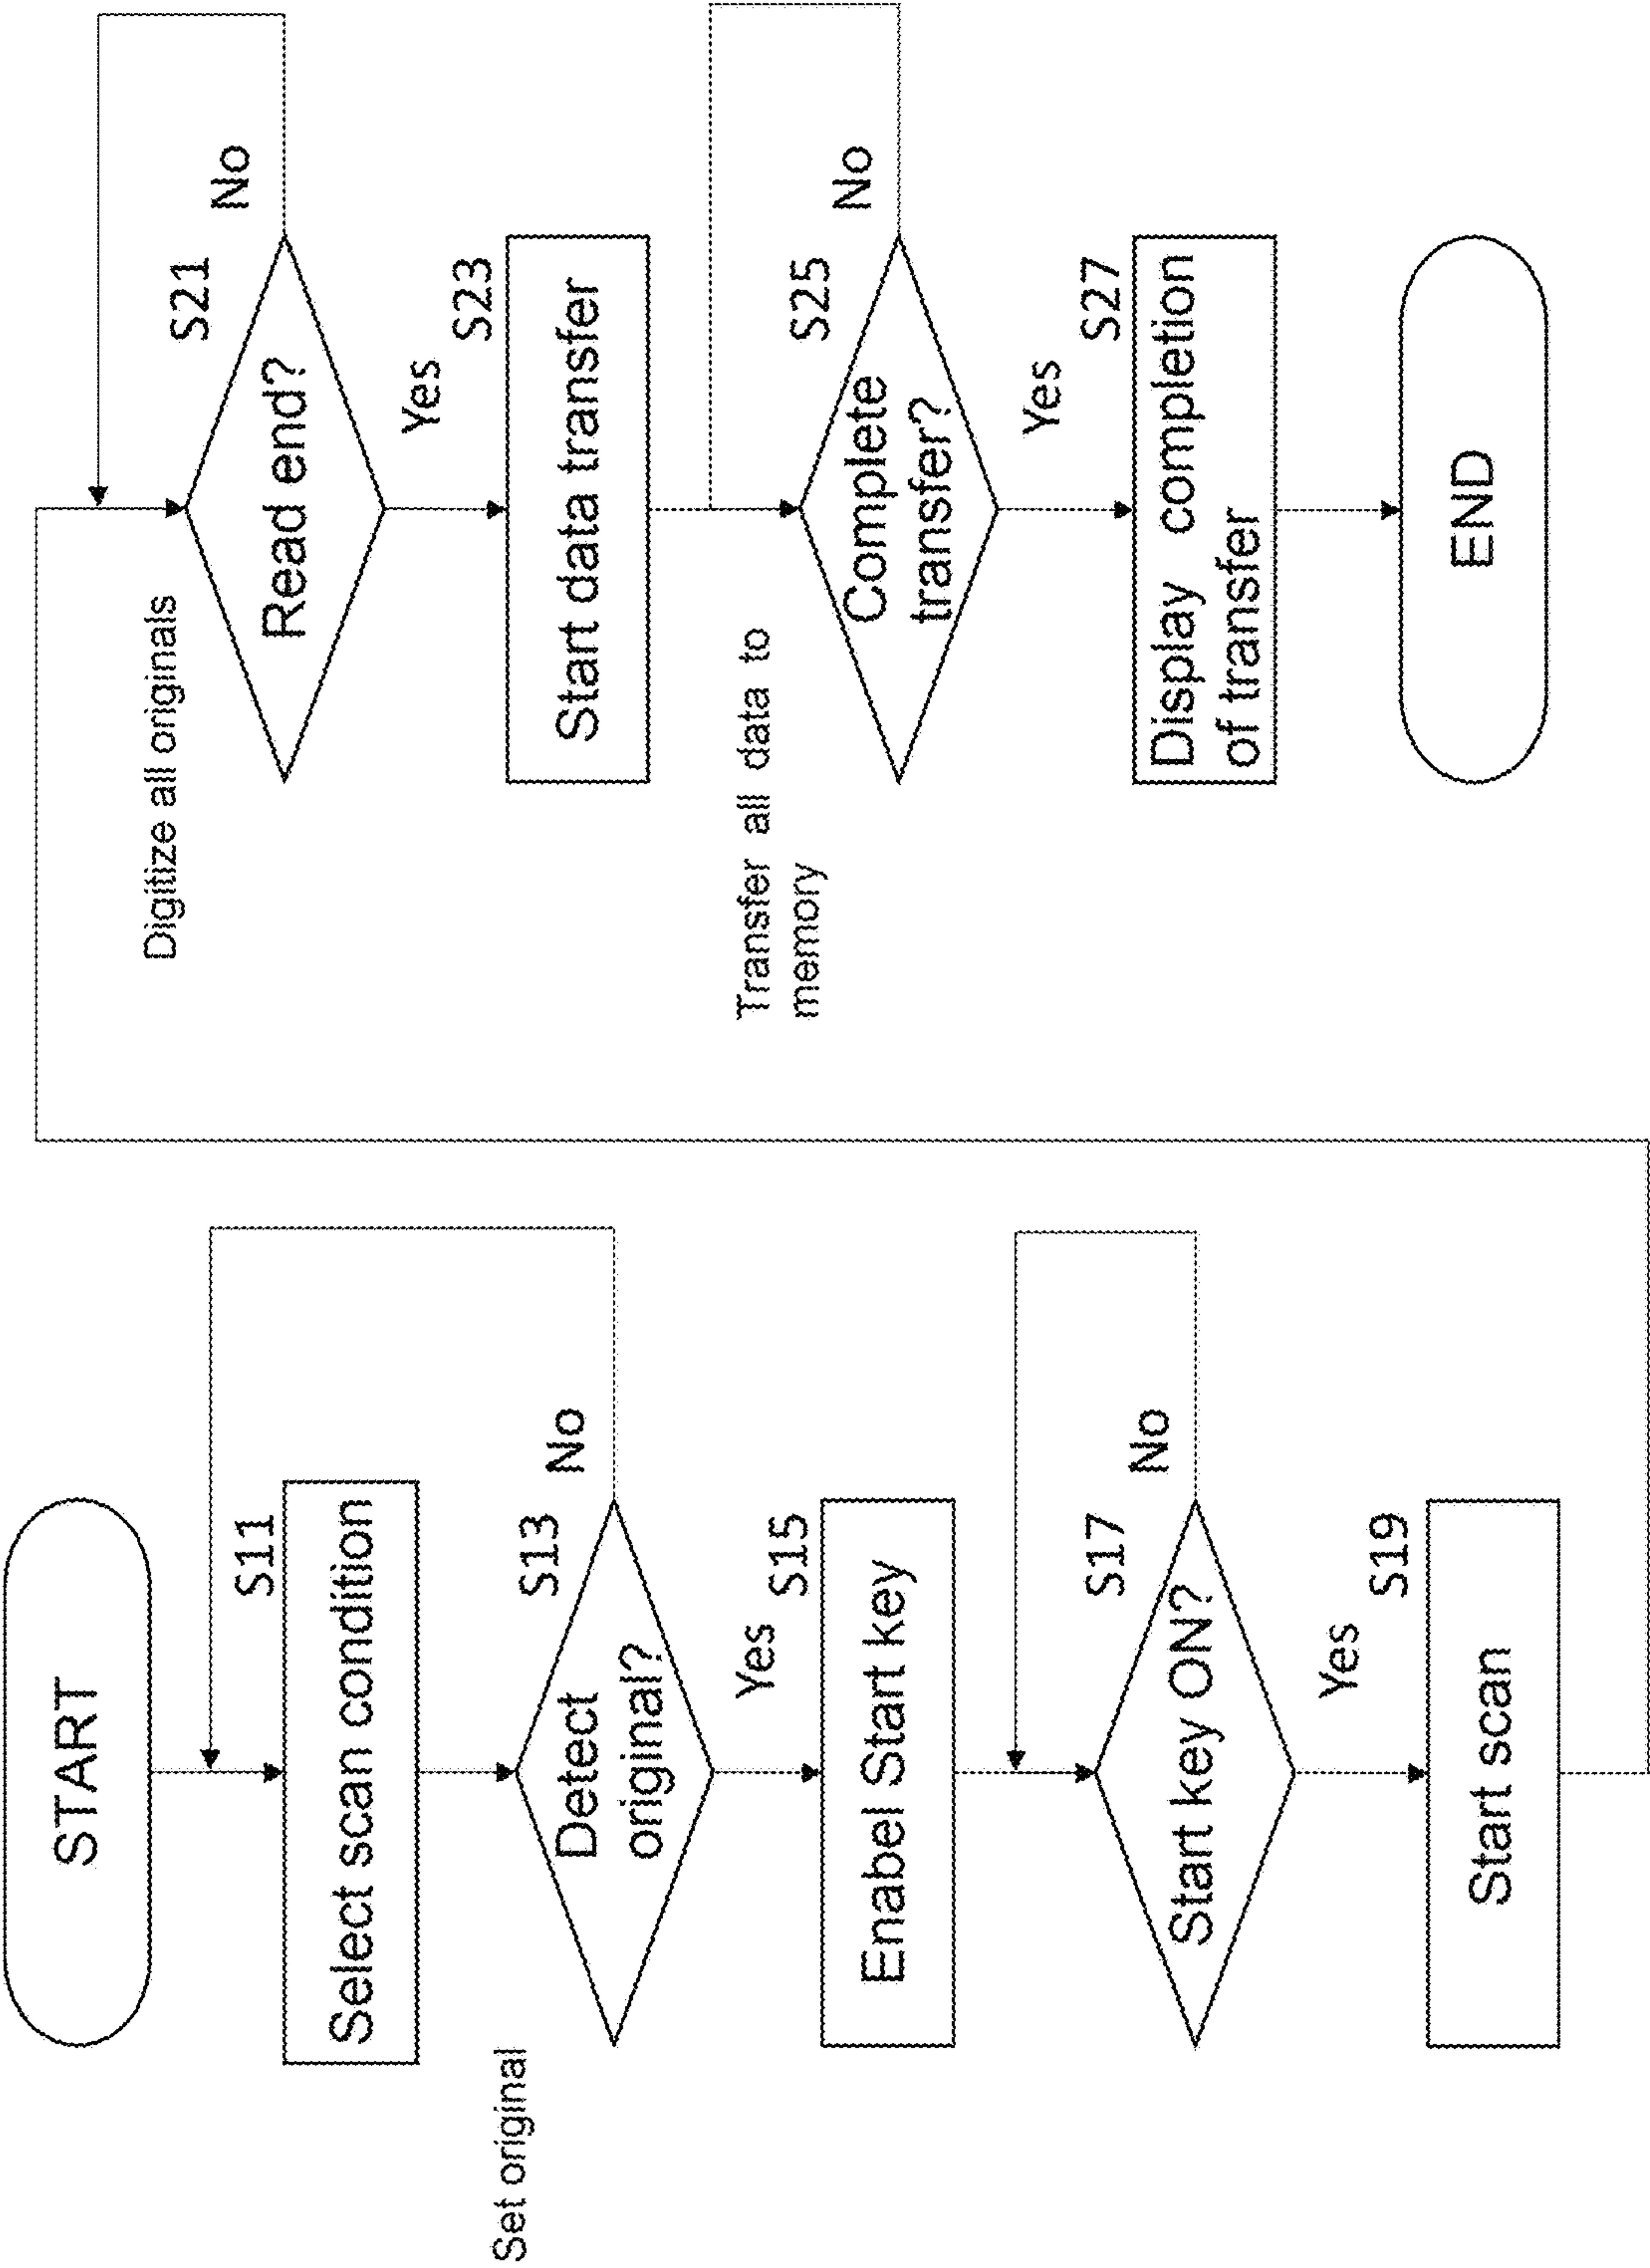 START
S11
Select scan condition
Set original
S13
Detect
original?
No
Yes
S15
Enabel Start key
S17
Start key ON?
No
Yes
S19
Start scan
Digitize all originals
S21
Read end?
No
Yes
S23
Start data transfer
Transfer all data to
memory
S25
Complete
transfer?
No
Yes
S27
Display completion
of transfer
END